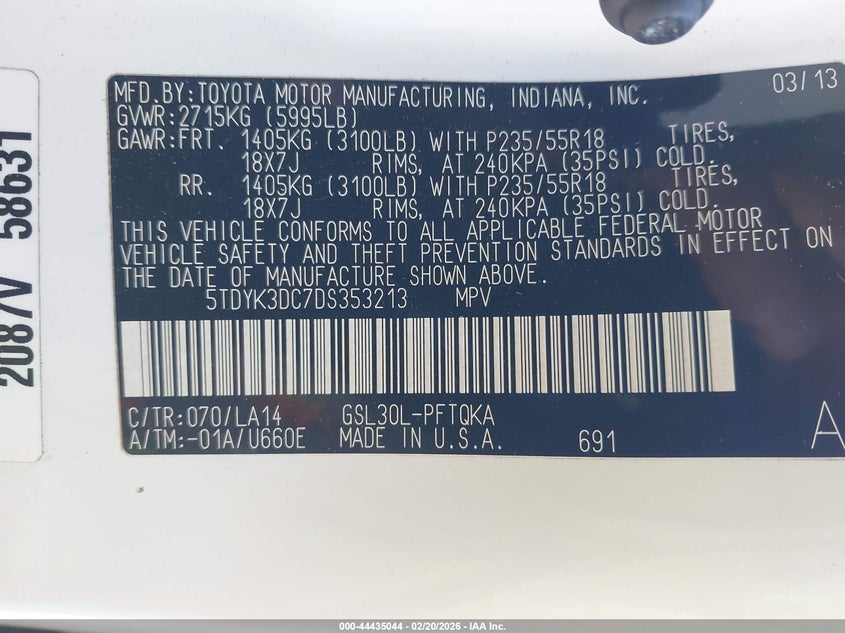 MFD.BY:TOYOTA MOTOR MANUFACTURING, INDIANA, INC. 03/13
GVWR:2715KG (5995LB)
GAWR:FRT. 1405KG (3100LB) WITH P235/55R18 TIRES,
18X7J RIMS, AT 240KPA (35PSI) COLD.
RR. 1405KG (3100LB) WITH P235/55R18 TIRES,
18X7J RIMS, AT 240KPA (35PSI) COLD.
THIS VEHICLE CONFORMS TO ALL APPLICABLE FEDERAL MOTOR
VEHICLE SAFETY AND THEFT PREVENTION STANDARDS IN EFFECT ON
THE DATE OF MANUFACTURE SHOWN ABOVE.
5TDYK3DC7DS353213 MPV
C/TR:070/LA14 GSL30L-PFTQKA
A/TM:-01A/U660E MADE IN U.S.A. 691 A
2087V 58631
000-44435044 — 02/20/2026 — IAA Inc.